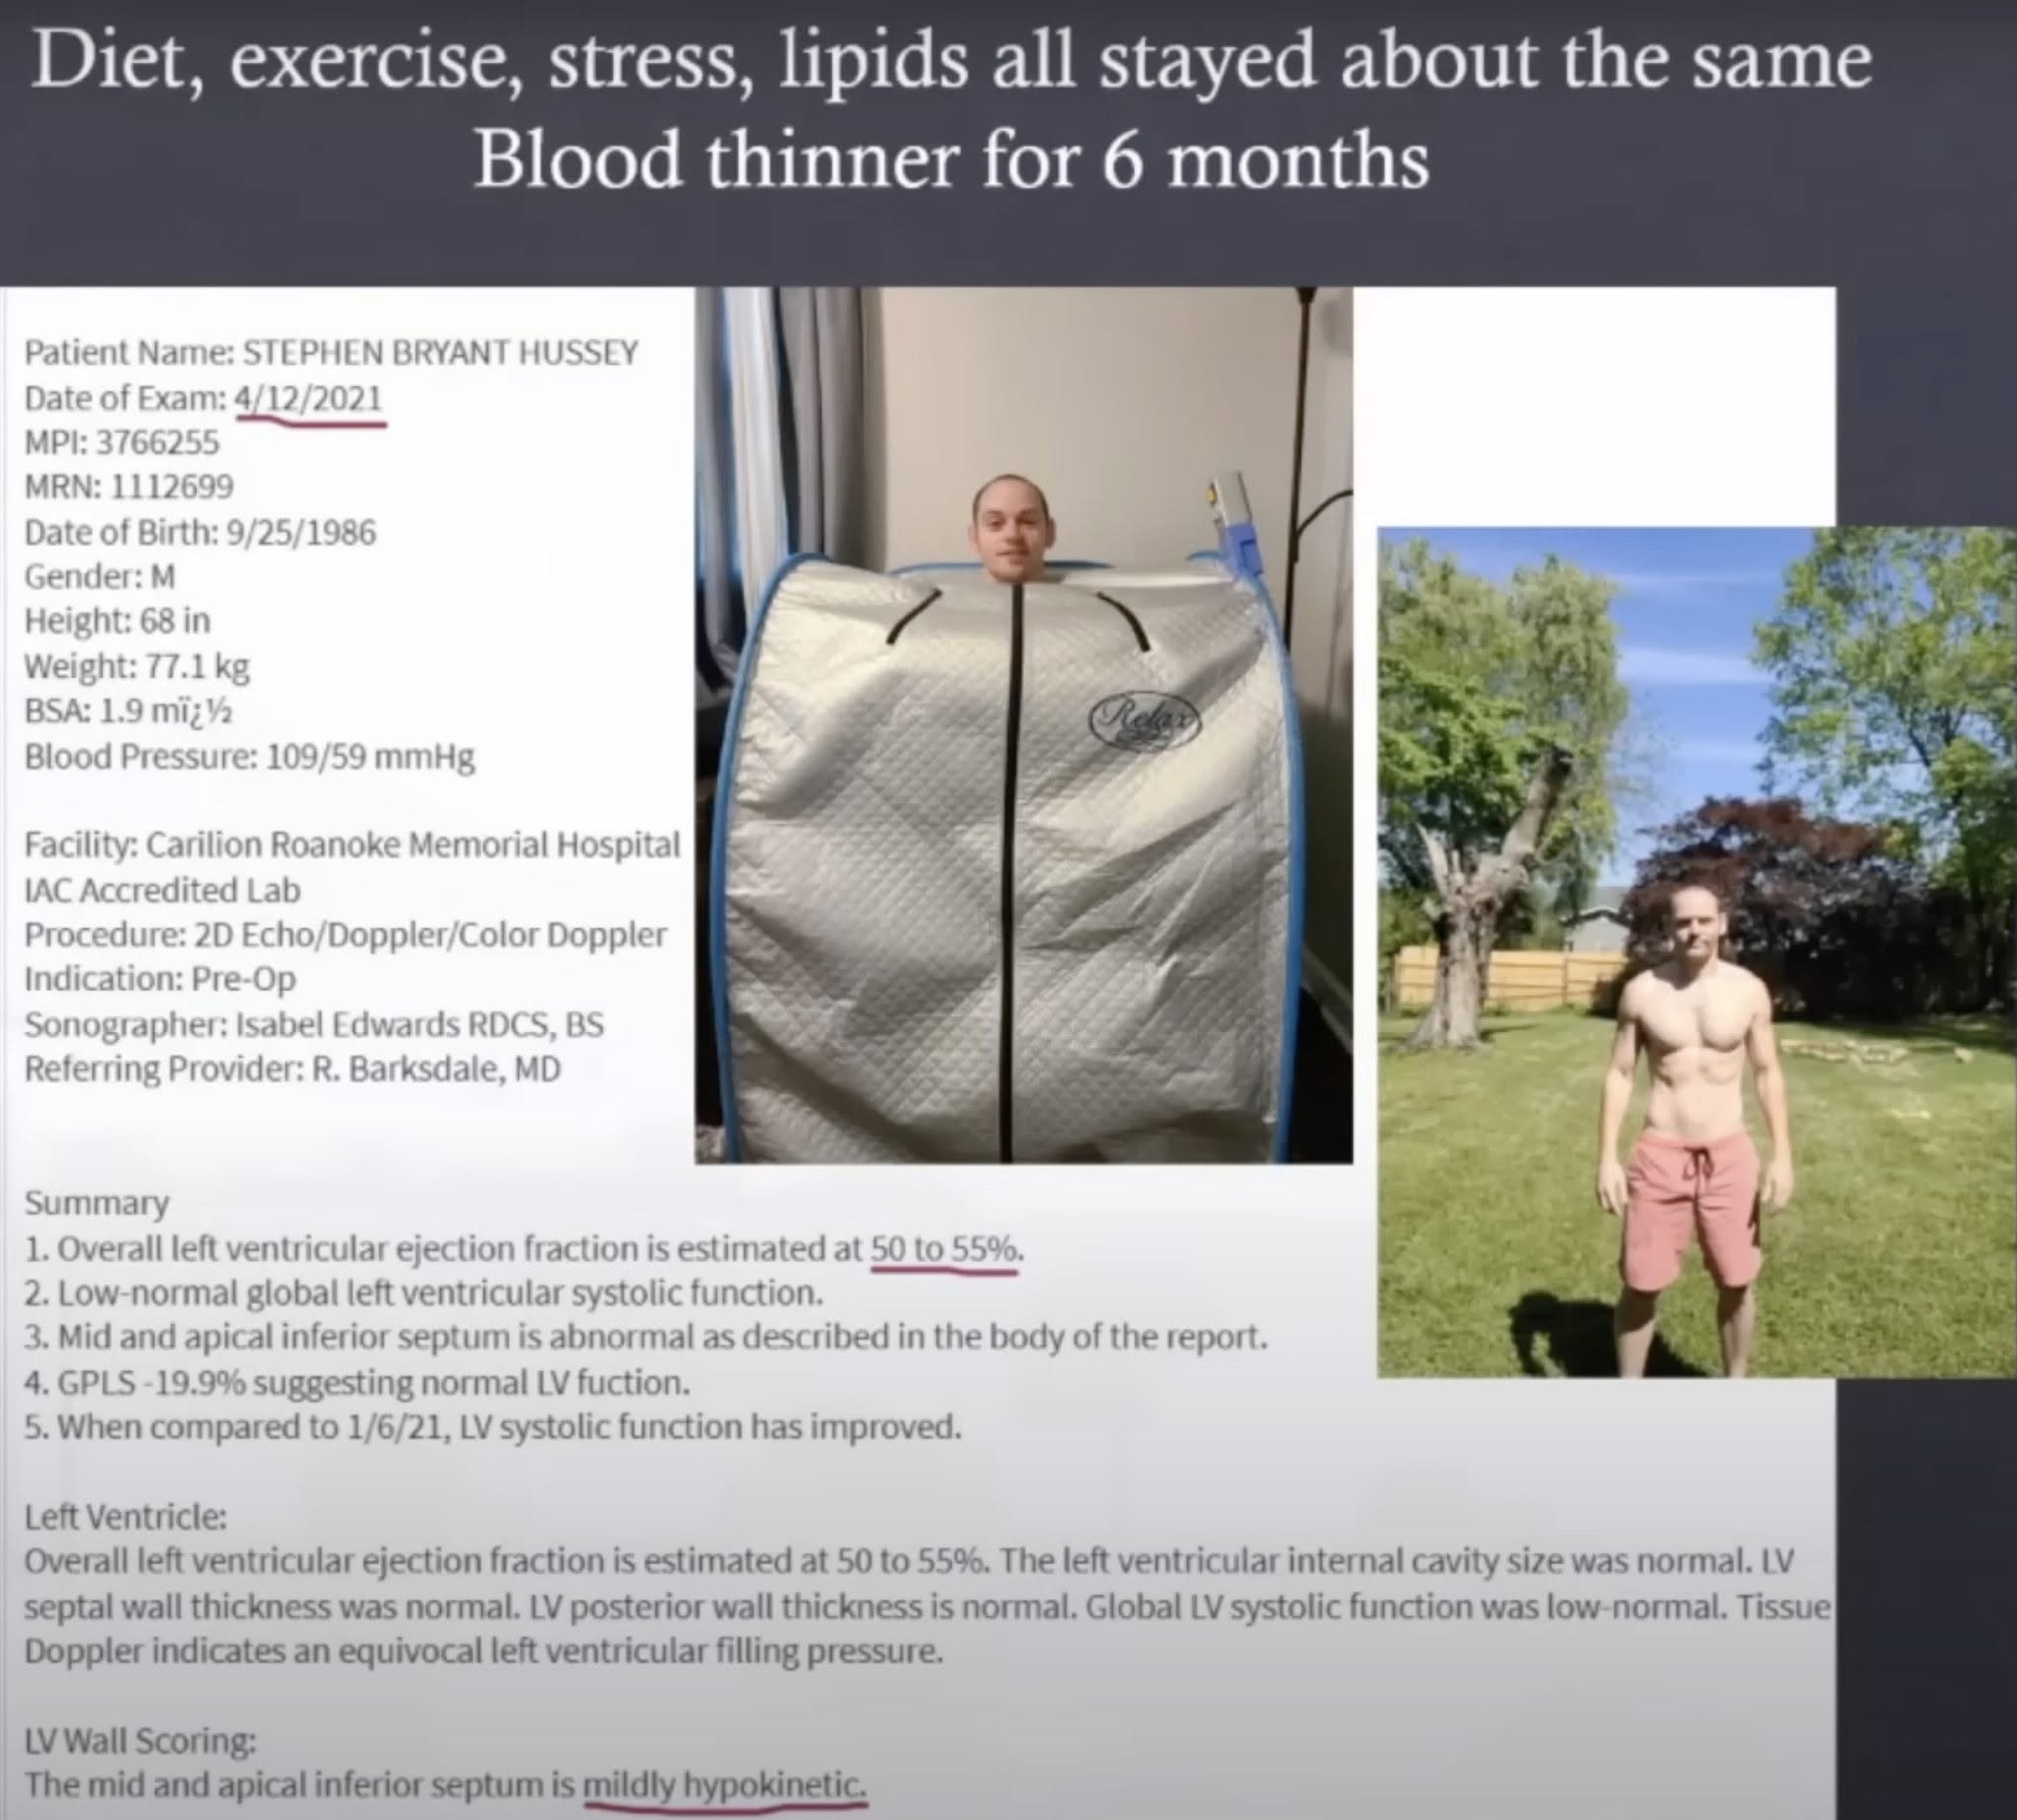 Diet, exercise, stress, lipids all stayed about the same
Blood thinner for 6 months
Patient Name: STEPHEN BRYANT HUSSEY
Date of Exam: 4/12/2021
MPI: 3766255
MRN: 1112699
Date of Birth: 9/25/1986
Gender: M
Height: 68 in
Weight: 77.1 kg
BSA: 1.9 mï¿½
Blood Pressure: 109/59 mmHg
Facility: Carilion Roanoke Memorial Hospital
IAC Accredited Lab
Procedure: 2D Echo/Doppler/Color Doppler
Indication: Pre-Op
Sonographer: Isabel Edwards RDCS, BS
Referring Provider: R. Barksdale, MD
Relax
Summary
1. Overall left ventricular ejection fraction is estimated at 50 to 55%.
2. Low-normal global left ventricular systolic function.
3. Mid and apical inferior septum is abnormal as described in the body of the report.
4. GPLS -19.9% suggesting normal LV fuction.
5. When compared to 1/6/21, LV systolic function has improved.
Left Ventricle:
Overall left ventricular ejection fraction is estimated at 50 to 55%. The left ventricular internal cavity size was normal. LV
septal wall thickness was normal. LV posterior wall thickness is normal. Global LV systolic function was low-normal. Tissue
Doppler indicates an equivocal left ventricular filling pressure.
LV Wall Scoring:
The mid and apical inferior septum is mildly hypokinetic.